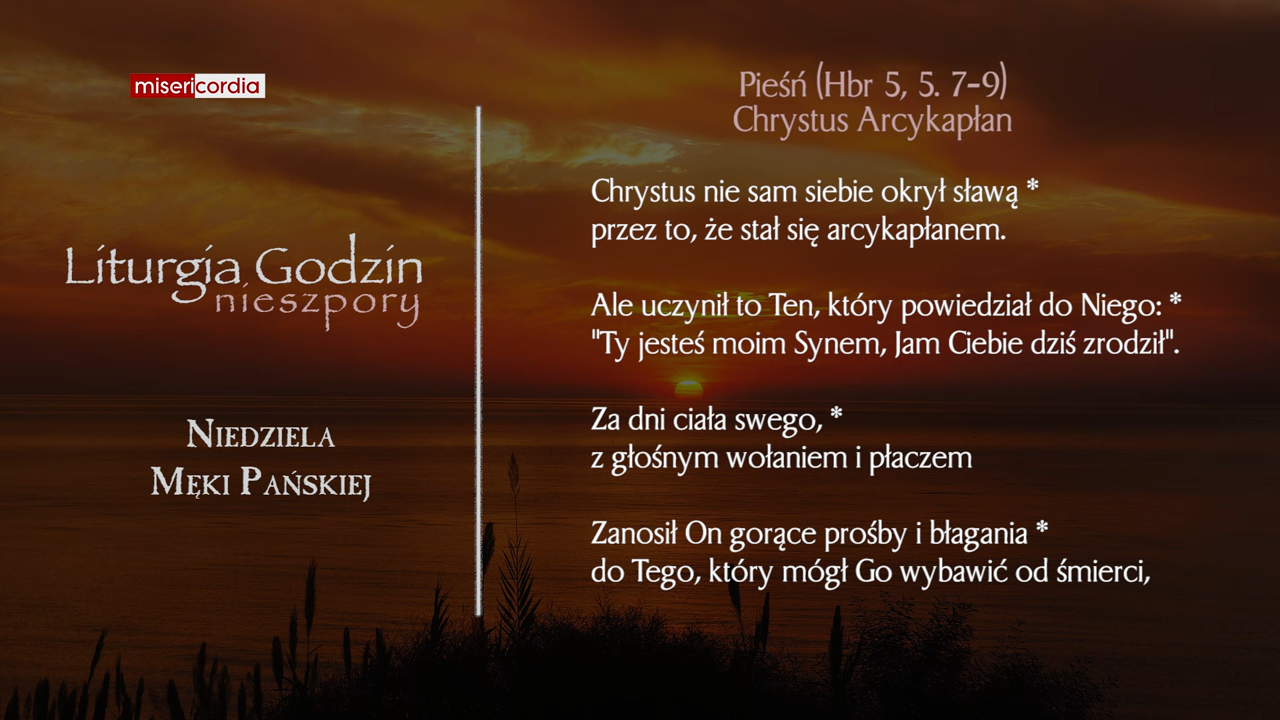 misericordia
Liturgia Godzin
nieszpory
Niedziela
Męki Pańskiej
Pieśń (Hbr 5, 5. 7-9)
Chrystus Arcykapłan
Chrystus nie sam siebie okrył sławą *
przez to, że stał się arcykapłanem.
Ale uczynił to Ten, który powiedział do Niego: *
"Ty jesteś moim Synem, Jam Ciebie dziś zrodził".
Za dni ciała swego, *
z głośnym wołaniem i płaczem
Zanosił On gorące prośby i błagania *
do Tego, który mógł Go wybawić od śmierci,